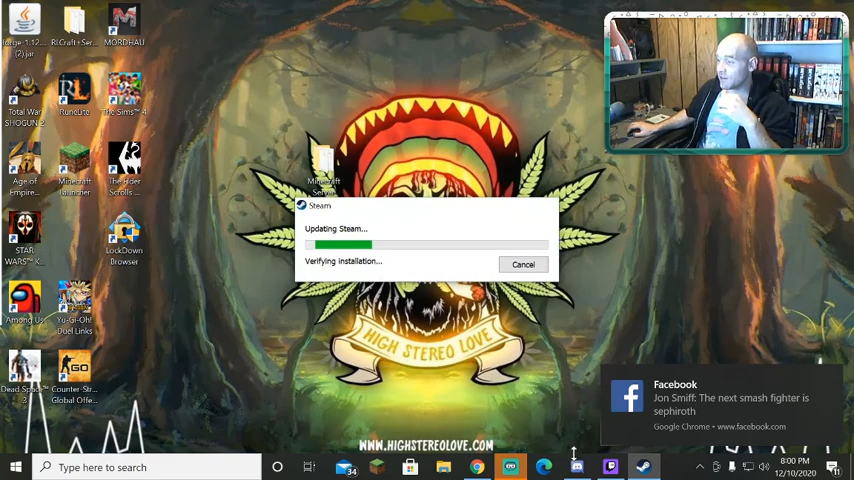 forge-1.12....
(2).jar
RLCraft+Ser...
MORDHAU
Total War
SHOGUN 2
RuneLite
The Sims™ 4
Age of
Empire...
Minecraft
Launcher
The Elder
Scrolls ...
STAR
WARS™ K...
LockDown
Browser
Among Us
Yu-Gi-Oh!
Duel Links
Dead Space™
3
Counter-Str...
Global Offe...
GO
Minecraft
Server
Steam
Updating Steam...
Verifying installation...
Cancel
HIGH STEREO LOVE
WWW.HIGHSTEREOLOVE.COM
Facebook
Jon Smiff: The next smash fighter is
sephiroth
Google Chrome • www.facebook.com
Type here to search
34
8:00 PM
12/10/2020
11